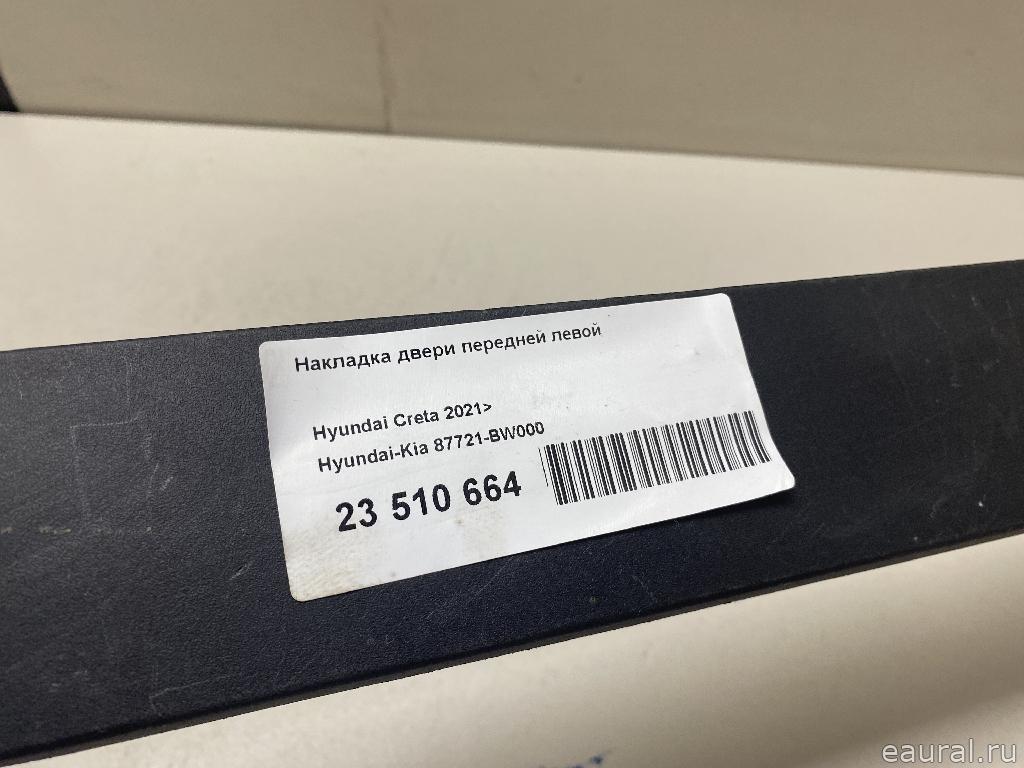 Накладка двери передней левой
Hyundai Creta 2021>
Hyundai-Kia 87721-BW000
23 510 664
eaural.ru